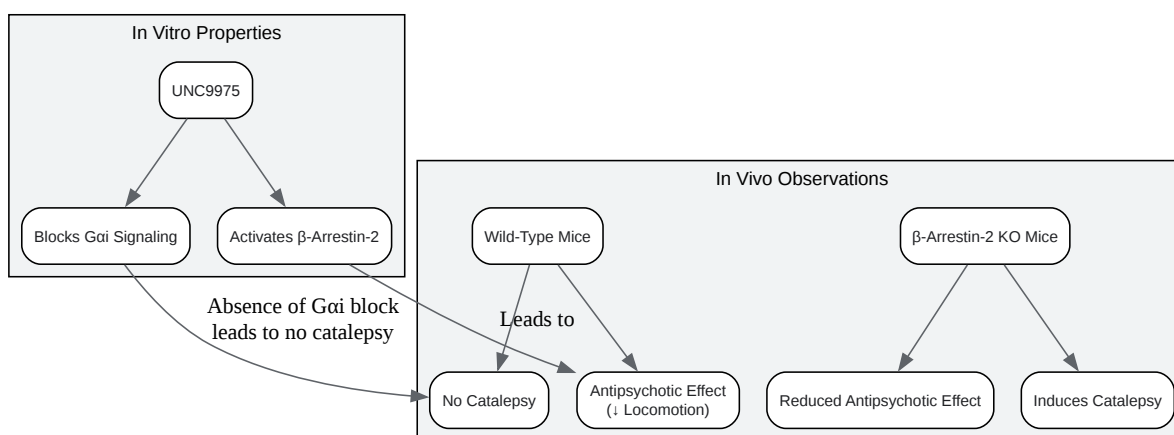 In Vitro Properties
UNC9975
Blocks Gαi Signaling
Activates β-Arrestin-2
In Vivo Observations
Wild-Type Mice
β-Arrestin-2 KO Mice
Absence of Gαi block
leads to no catalepsy
Leads to
No Catalepsy
Antipsychotic Effect
(↓ Locomotion)
Reduced Antipsychotic Effect
Induces Catalepsy